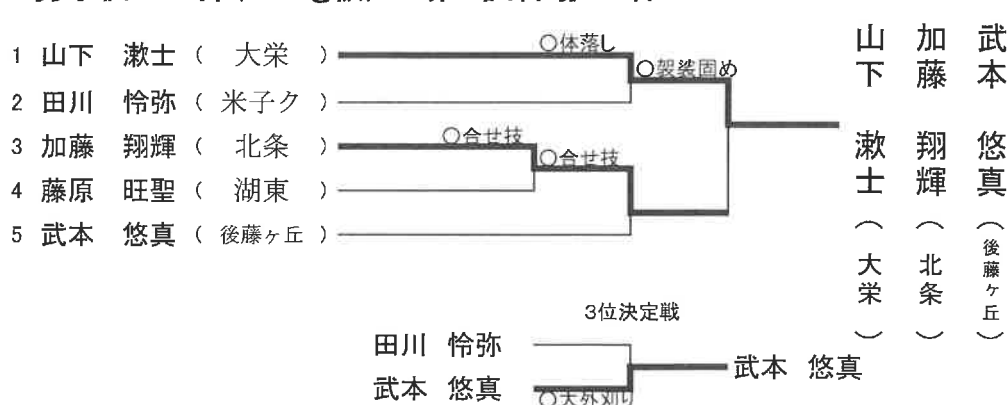 1 山下 漱士（ 大栄 ）
2 田川 怜弥（ 米子ク ）
3 加藤 翔輝（ 北条 ）
4 藤原 旺聖（ 湖東 ）
5 武本 悠真（ 後藤ヶ丘 ）
○体落し
○袈裟固め
○合せ技
○合せ技
武本 悠真（後藤ヶ丘）
加藤 翔輝（北条）
山下 漱士（大栄）
3位決定戦
田川 怜弥
武本 悠真
○大外刈り
武本 悠真